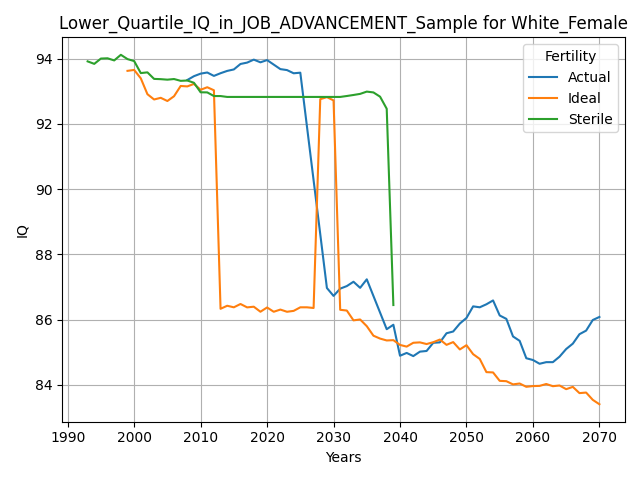 Lower_Quartile_IQ_in_JOB_ADVANCEMENT_Sample for White_Female
Fertility
Actual
Ideal
Sterile
94
92
90
88
86
84
IQ
1990 2000 2010 2020 2030 2040 2050 2060 2070
Years